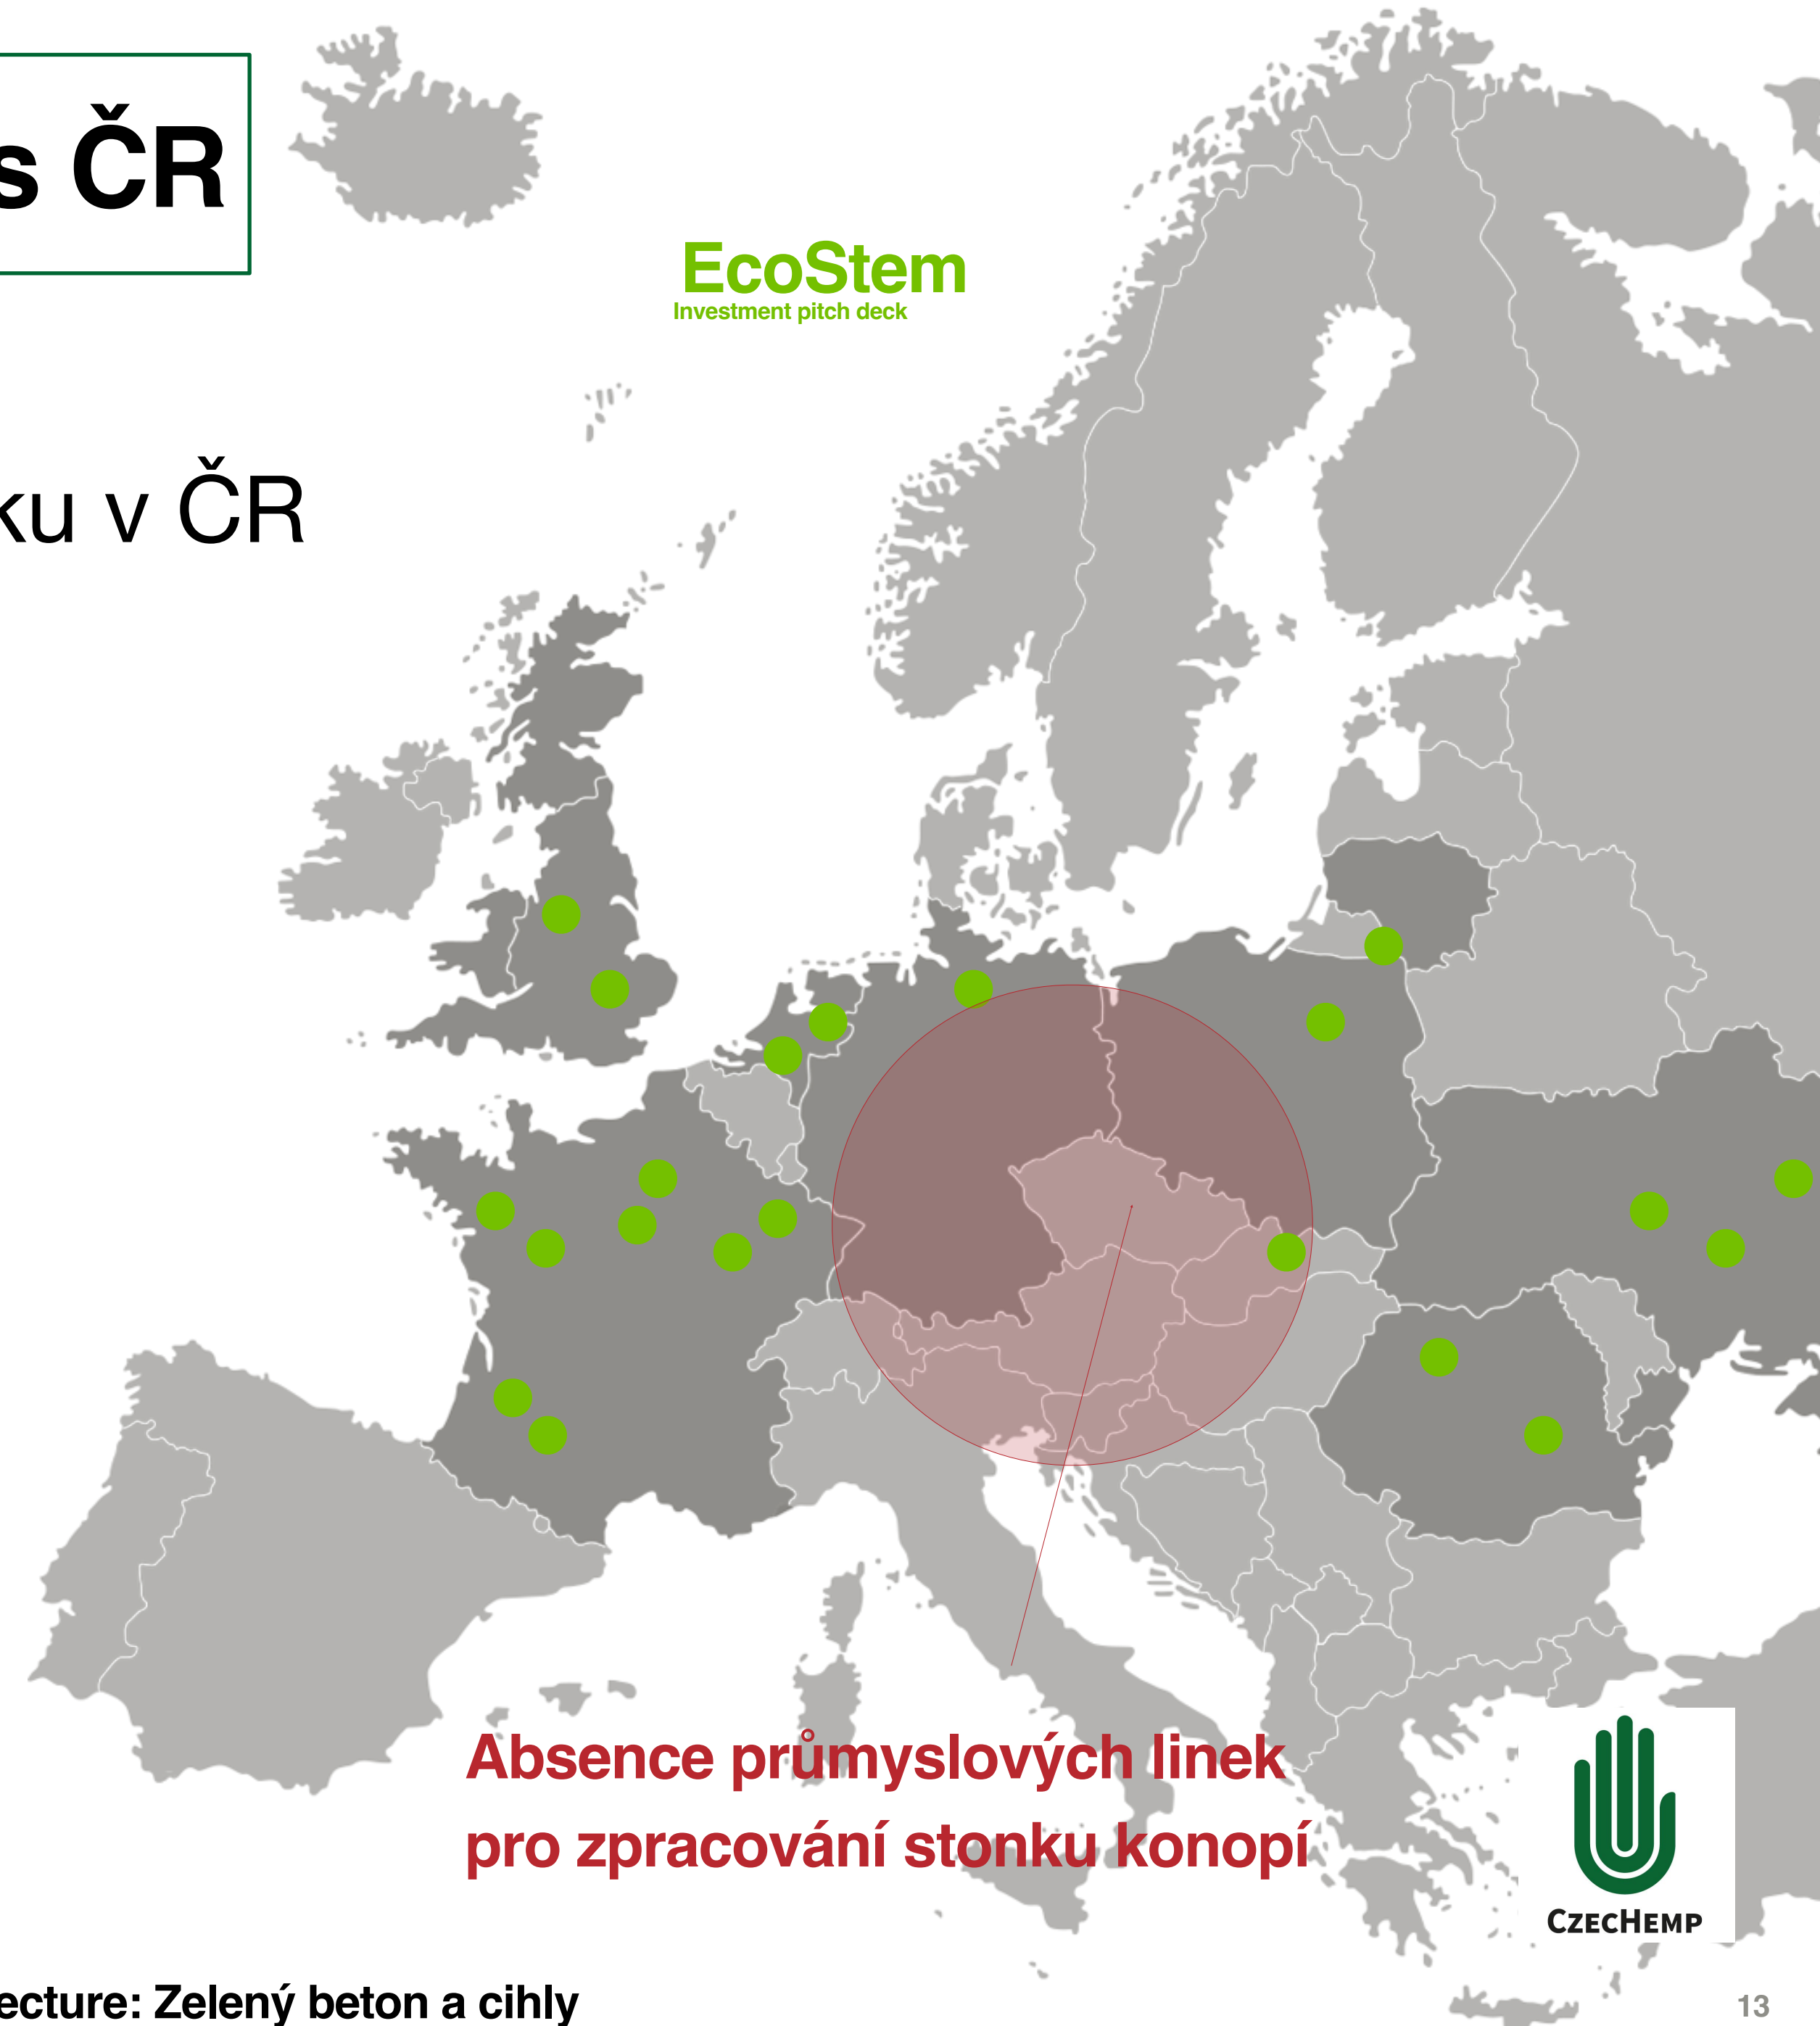 s ČR
EcoStem
Investment pitch deck
ku v ČR
Absence průmyslových linek
pro zpracování stonku konopí
CzecHemp
ecture: Zelený beton a cihly
13